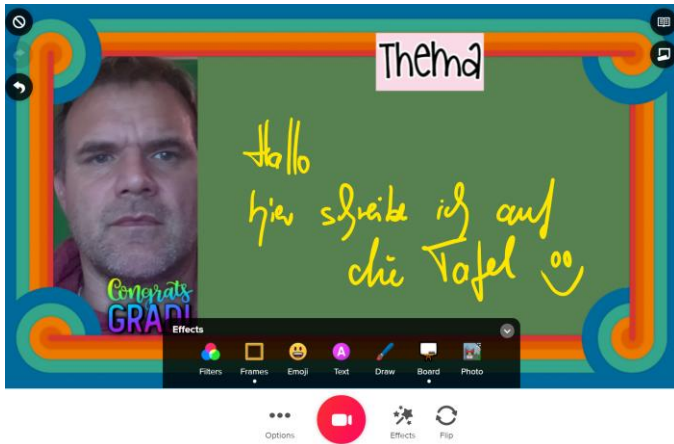 Thema
Hallo
hier schreibe ich auf
die Tafel
Congrats
GRAD!
Effects
Filters
Frames
Emoji
A
Text
Draw
Board
Photo
Options
Effects
Flip